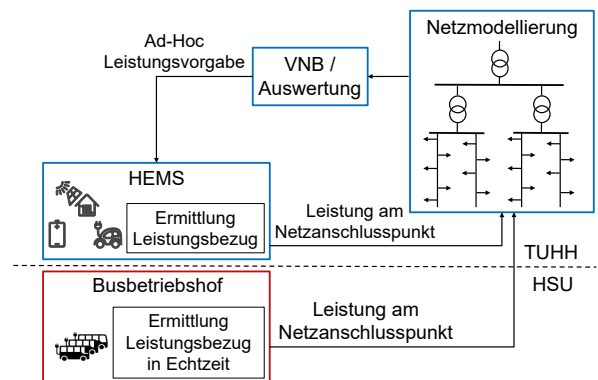 Netzmodellierung
Ad-Hoc
Leistungsvorgabe
VNB /
Auswertung
HEMS
Ermittlung
Leistungsbezug
Leistung am
Netzanschlusspunkt
TUHH
HSU
Busbetriebshof
Ermittlung
Leistungsbezug
in Echtzeit
Leistung am
Netzanschlusspunkt